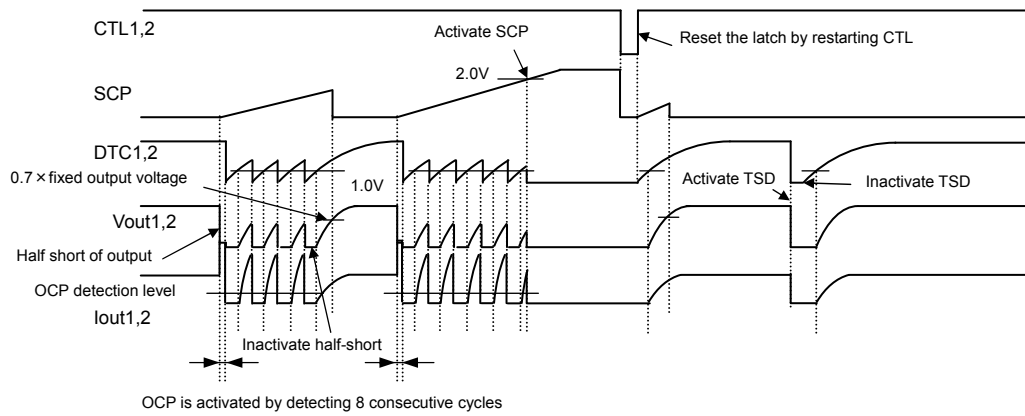 CTL1,2
Activate SCP
Reset the latch by restarting CTL
2.0V
SCP
DTC1,2
0.7 × fixed output voltage
1.0V
Activate TSD
Inactivate TSD
Vout1,2
Half short of output
OCP detection level
Iout1,2
Inactivate half-short
OCP is activated by detecting 8 consecutive cycles